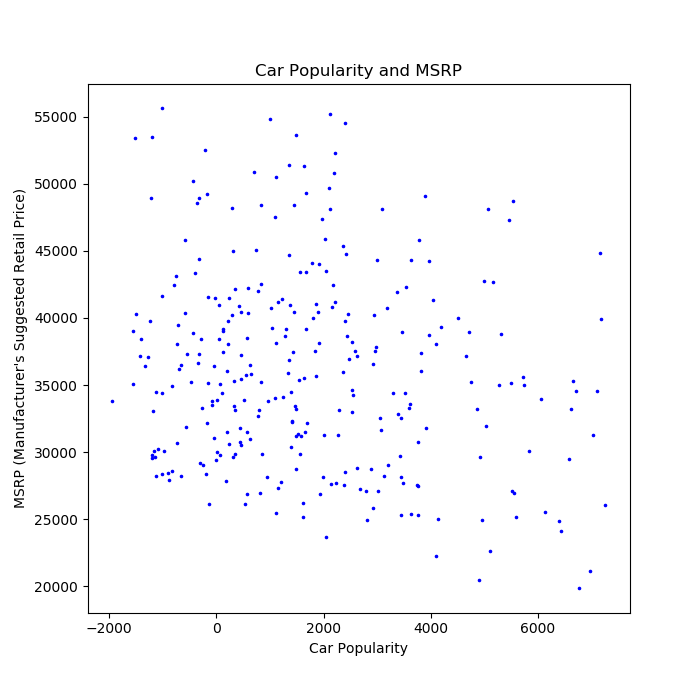 Car Popularity and MSRP
MSRP (Manufacturer's Suggested Retail Price)
55000
50000
45000
40000
35000
30000
25000
20000
−2000 0 2000 4000 6000
Car Popularity